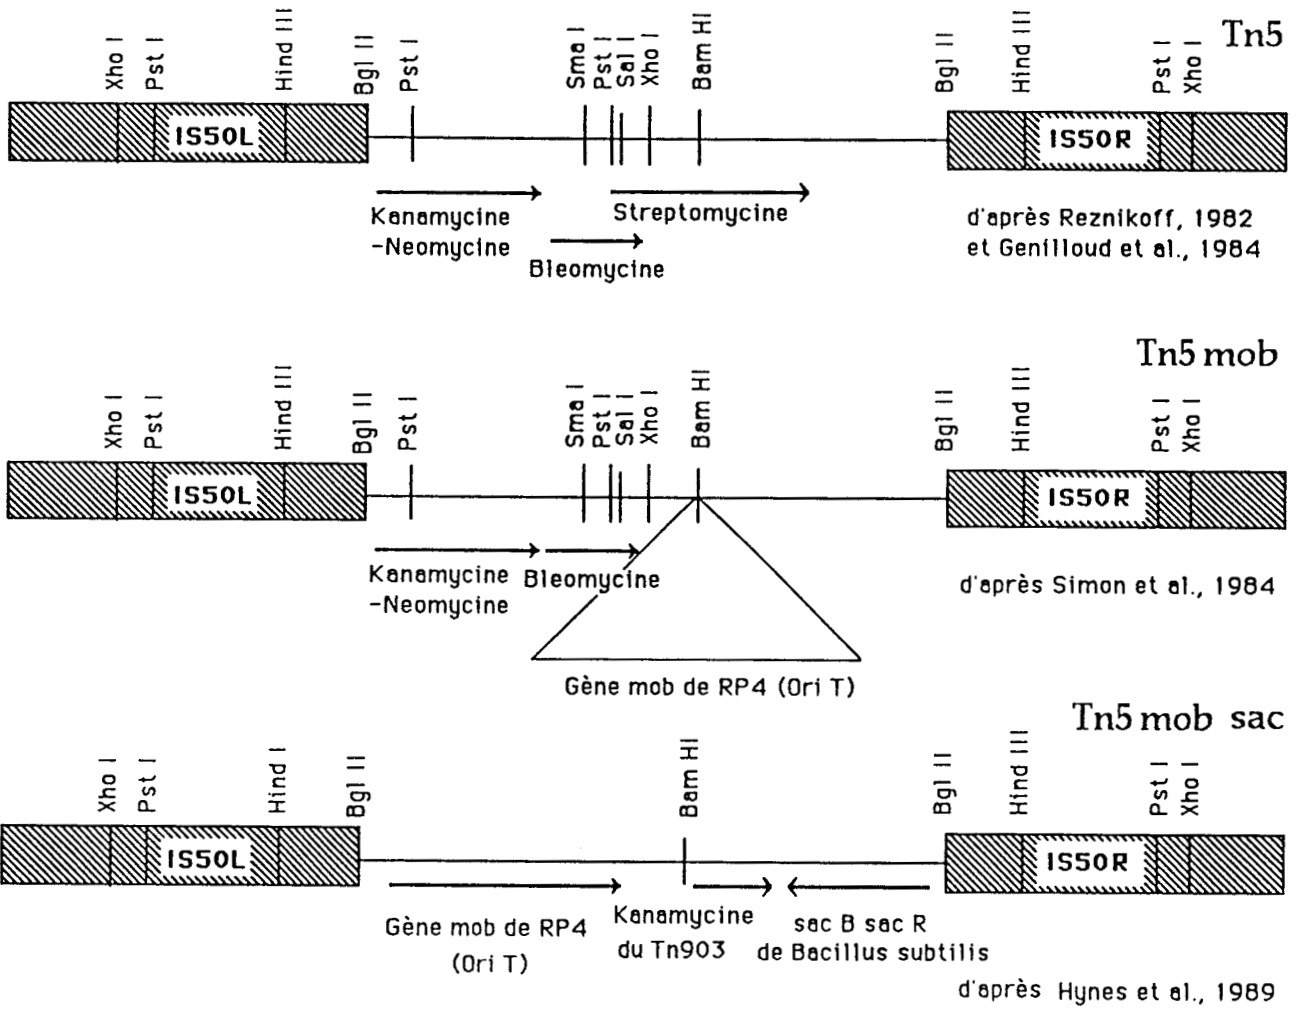 Tn5
Xho I
Pst I
Hind III
Bgl II
Pst I
Sma I
Pst I
Sal I
Xho I
Bam HI
Bgl II
Hind III
Pst I
Xho I
IS50L
IS50R
Kanamycine
-Neomycine
Bleomycine
Streptomycine
d'après Reznikoff, 1982
et Genilloud et al., 1984
Tn5 mob
Xho I
Pst I
Hind III
Bgl II
Pst I
Sma I
Pst I
Sal I
Xho I
Bam HI
Bgl II
Hind III
Pst I
Xho I
IS50L
IS50R
Kanamycine
-Neomycine
Bleomycine
d'après Simon et al., 1984
Gène mob de RP4 (Ori T)
Tn5 mob sac
Xho I
Pst I
Hind I
Bgl II
Bam HI
Bgl II
Hind III
Pst I
Xho I
IS50L
IS50R
Gène mob de RP4
(Ori T)
Kanamycine
du Tn903
sac B sac R
de Bacillus subtilis
d'après Hynes et al., 1989